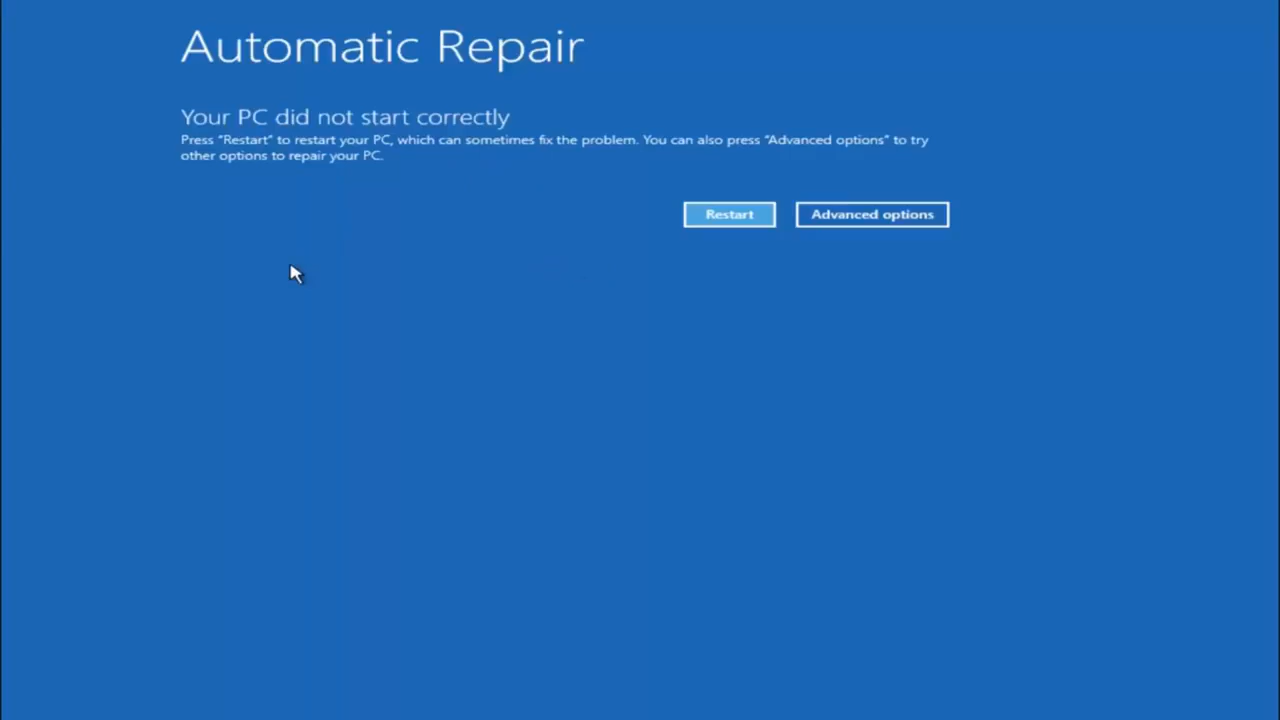 Automatic Repair
Your PC did not start correctly
Press “Restart” to restart your PC, which can sometimes fix the problem. You can also press “Advanced options” to try
other options to repair your PC.
Restart
Advanced options